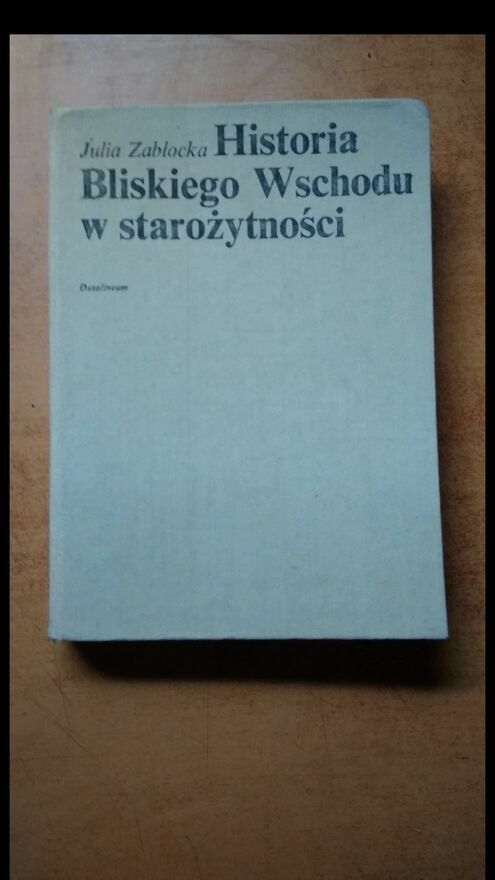 Julia Zabłocka Historia
Bliskiego Wschodu
w starożytności
Ossolineum